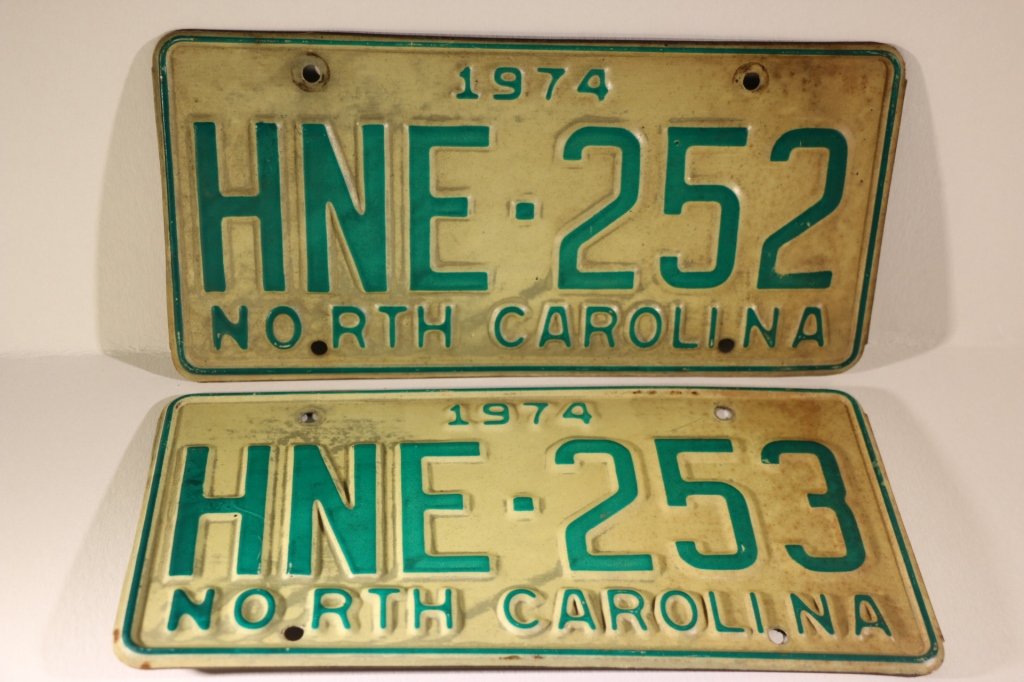 1974
HNE·252
NORTH CAROLINA
1974
HNE·253
NORTH CAROLINA